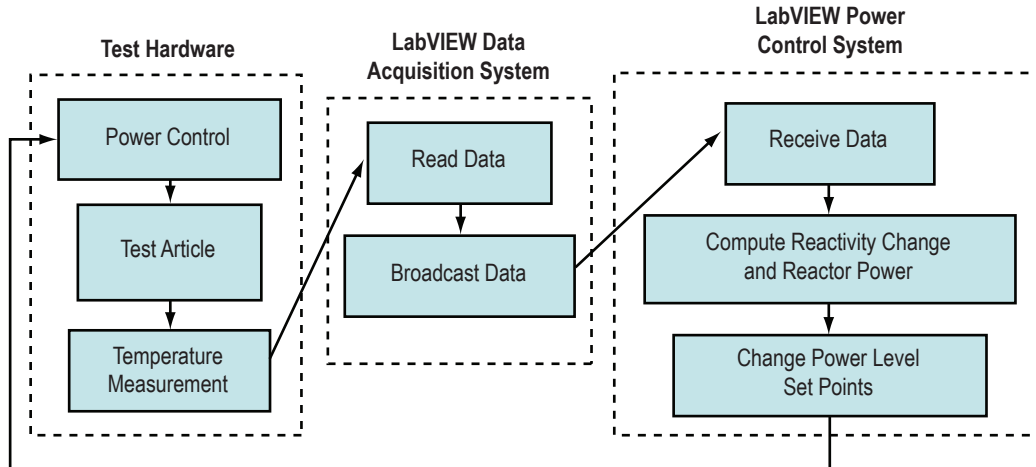 Test Hardware
Power Control
Test Article
Temperature
Measurement
LabVIEW Data
Acquisition System
Read Data
Broadcast Data
LabVIEW Power
Control System
Receive Data
Compute Reactivity Change
and Reactor Power
Change Power Level
Set Points